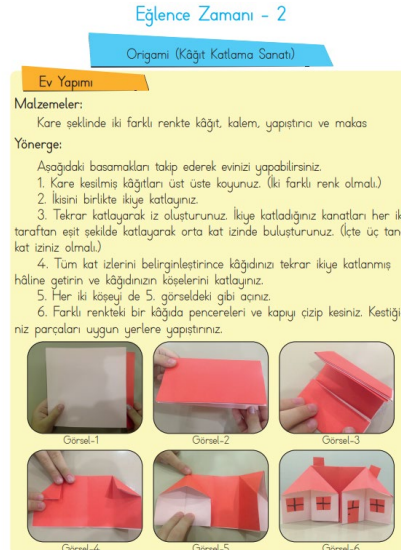 Eğlence Zamanı - 2
Origami (Kâğıt Katlama Sanatı)
Ev Yapımı
Malzemeler:
Kare şeklinde iki farklı renkte kâğıt, kalem, yapıştırıcı ve makas
Yönerge:
Aşağıdaki basamakları takip ederek evinizi yapabilirsiniz.
1. Kare kesilmiş kâğıtları üst üste koyunuz. (İki farklı renk olmalı.)
2. İkisini birlikte ikiye katlayınız.
3. Tekrar katlayarak iz oluşturunuz. İkiye katladığınız kanatları her ik
taraftan eşit şekilde katlayarak orta kat izinde buluşturunuz. (İçte üç tan
kat iziniz olmalı.)
4. Tüm kat izlerini belirginleştirince kâğıdınızı tekrar ikiye katlanmış
hâline getirin ve kâğıdınızın köşelerini katlayınız.
5. Her iki köşeyi de 5. görseldeki gibi açınız.
6. Farklı renkteki bir kâğıda pencereleri ve kapıyı çizip kesiniz. Kestiği
niz parçaları uygun yerlere yapıştırınız.
Görsel-1 Görsel-2 Görsel-3
Görsel-4 Görsel-5 Görsel-6